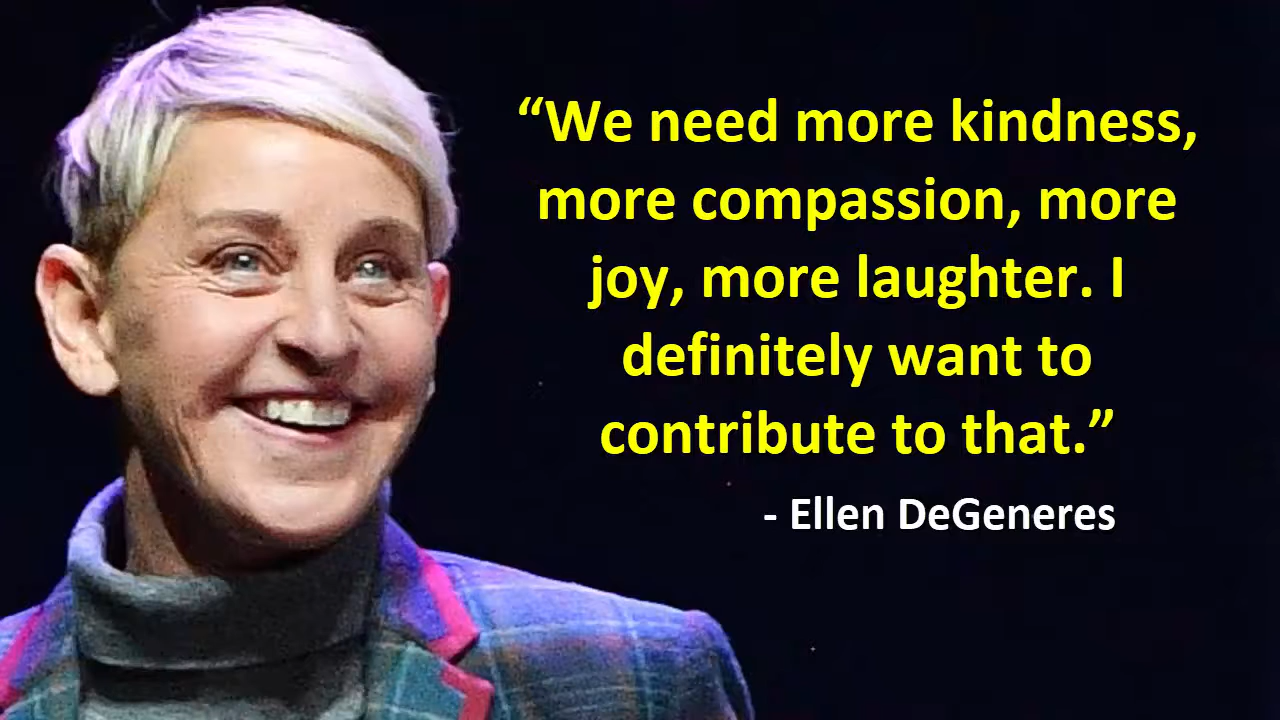 “We need more kindness,
more compassion, more
joy, more laughter. I
definitely want to
contribute to that.”
- Ellen DeGeneres